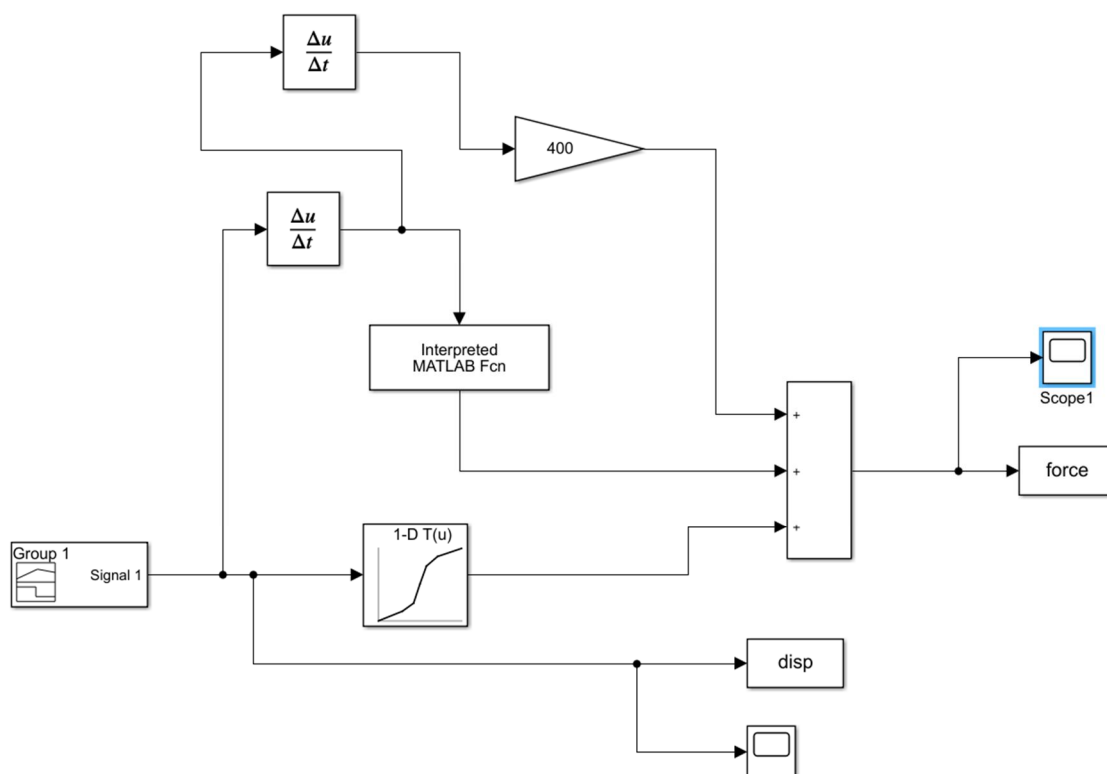 Δu
Δt
400
Δu
Δt
Interpreted
MATLAB Fcn
Scope1
+
+
force
1-D T(u)
+
Group 1
Signal 1
disp